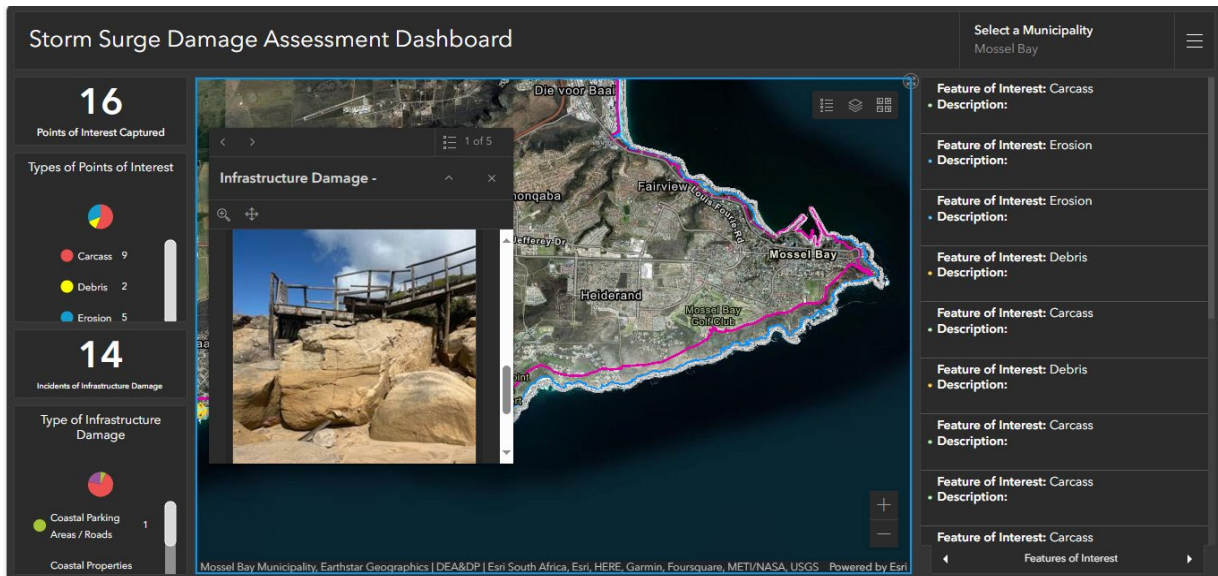 Storm Surge Damage Assessment Dashboard
Select a Municipality
Mossel Bay
16
Points of Interest Captured
Types of Points of Interest
Carcass 9
Debris 2
Erosion 5
14
Incidents of Infrastructure Damage
Type of Infrastructure
Damage
Coastal Parking
Areas / Roads 1
Coastal Properties
1 of 5
Infrastructure Damage -
Die voor Baai
Fairview
Louis Fourie Rd
Jefferey Dr
Mossel Bay
Heiderand
Mossel Bay
Golf Club
Mossel Bay Municipality, Earthstar Geographics | DEA&DP | Esri South Africa, Esri, HERE, Garmin, Foursquare, METI/NASA, USGS Powered by Esri
Feature of Interest: Carcass
Description:
Feature of Interest: Erosion
Description:
Feature of Interest: Erosion
Description:
Feature of Interest: Debris
Description:
Feature of Interest: Carcass
Description:
Feature of Interest: Debris
Description:
Feature of Interest: Carcass
Description:
Feature of Interest: Carcass
Description:
Feature of Interest: Carcass
Features of Interest